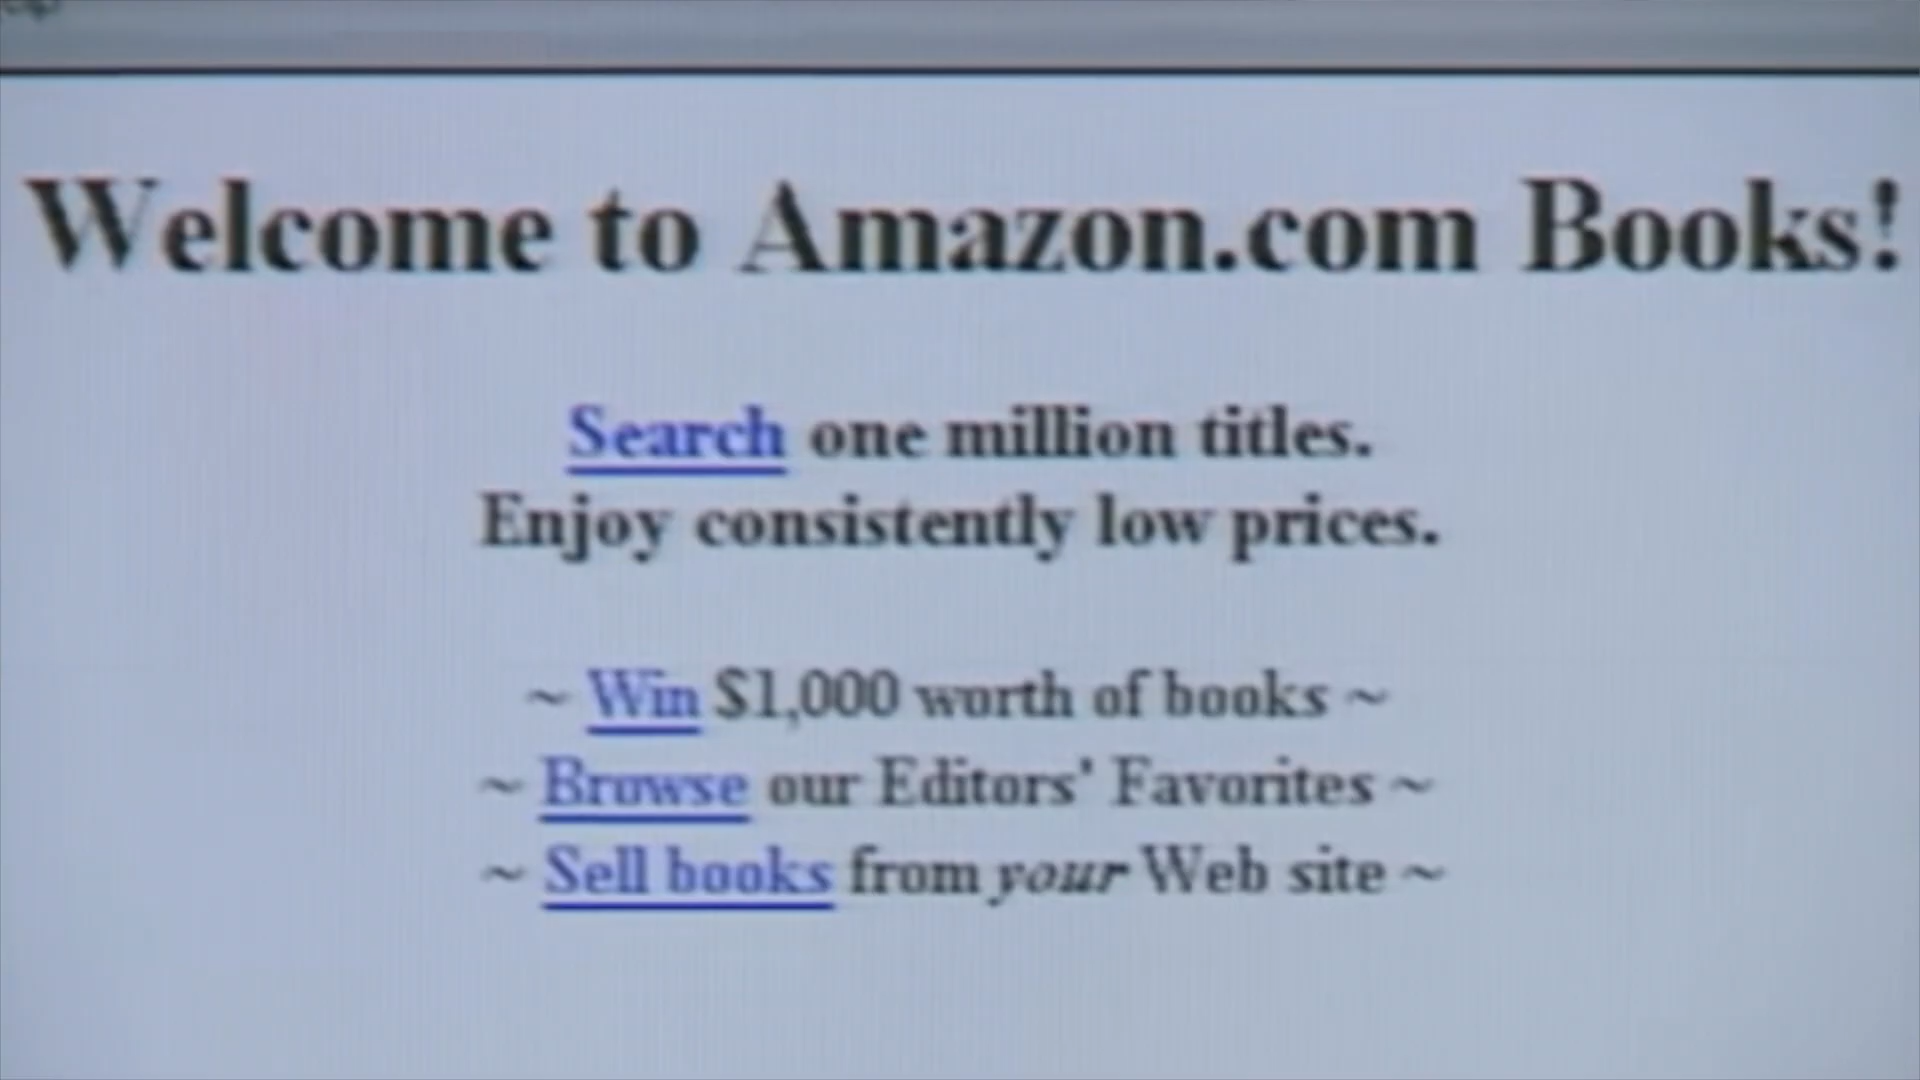 Welcome to Amazon.com Books!
Search one million titles.
Enjoy consistently low prices.
~ Win $1,000 worth of books ~
~ Browse our Editors' Favorites ~
~ Sell books from your Web site ~